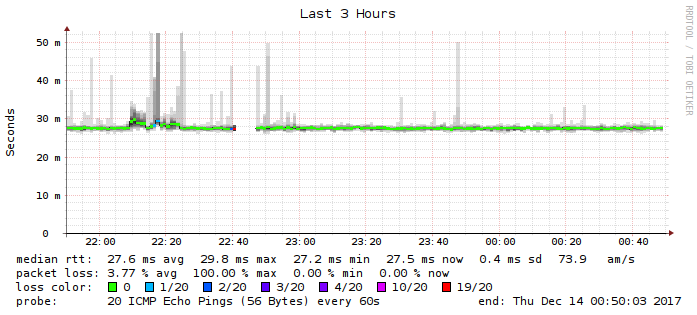 Last 3 Hours
RRDTOOL / TOBI OETIKER
Seconds
50 m
40 m
30 m
20 m
10 m
0
22:00 22:20 22:40 23:00 23:20 23:40 00:00 00:20 00:40
median rtt: 27.6 ms avg 29.8 ms max 27.2 ms min 27.5 ms now 0.4 ms sd 73.9 am/s
packet loss: 3.77 % avg 100.00 % max 0.00 % min 0.00 % now
loss color: 0 1/20 2/20 3/20 4/20 10/20 19/20
probe: 20 ICMP Echo Pings (56 Bytes) every 60s end: Thu Dec 14 00:50:03 2017